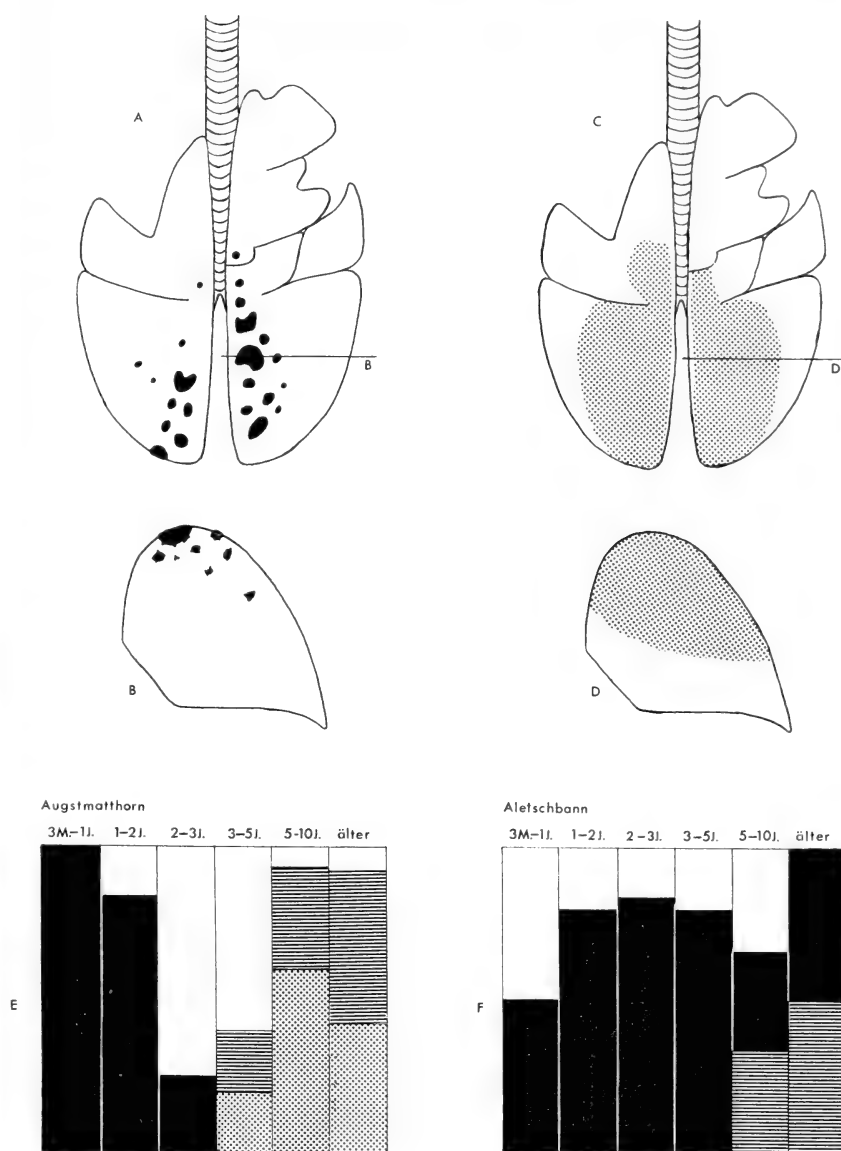 A
C
B
D
B
D
Augstmatthorn
3M.–1J. 1–2J. 2–3J. 3–5J. 5-10J. älter
E
Aletschbann
3M–1J. 1–2J. 2–3J. 3–5J. 5-10J. älter
F